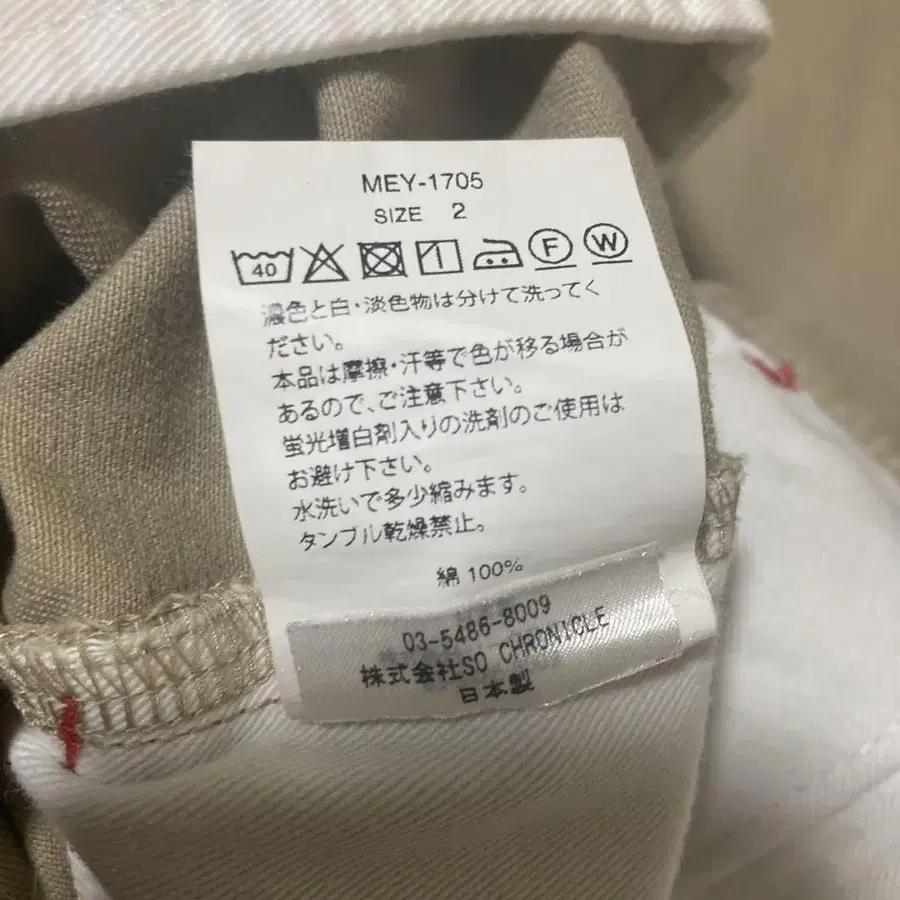 MEY-1705
SIZE 2
40 F W
濃色と白・淡色物は分けて洗ってく
ださい。
本品は摩擦・汗等で色が移る場合が
あるので、ご注意下さい。
蛍光増白剤入りの洗剤のご使用は
お避け下さい。
水洗いで多少縮みます。
タンブル乾燥禁止。
綿 100%
03-5486-8009
株式会社SO CHRONICLE
日本製